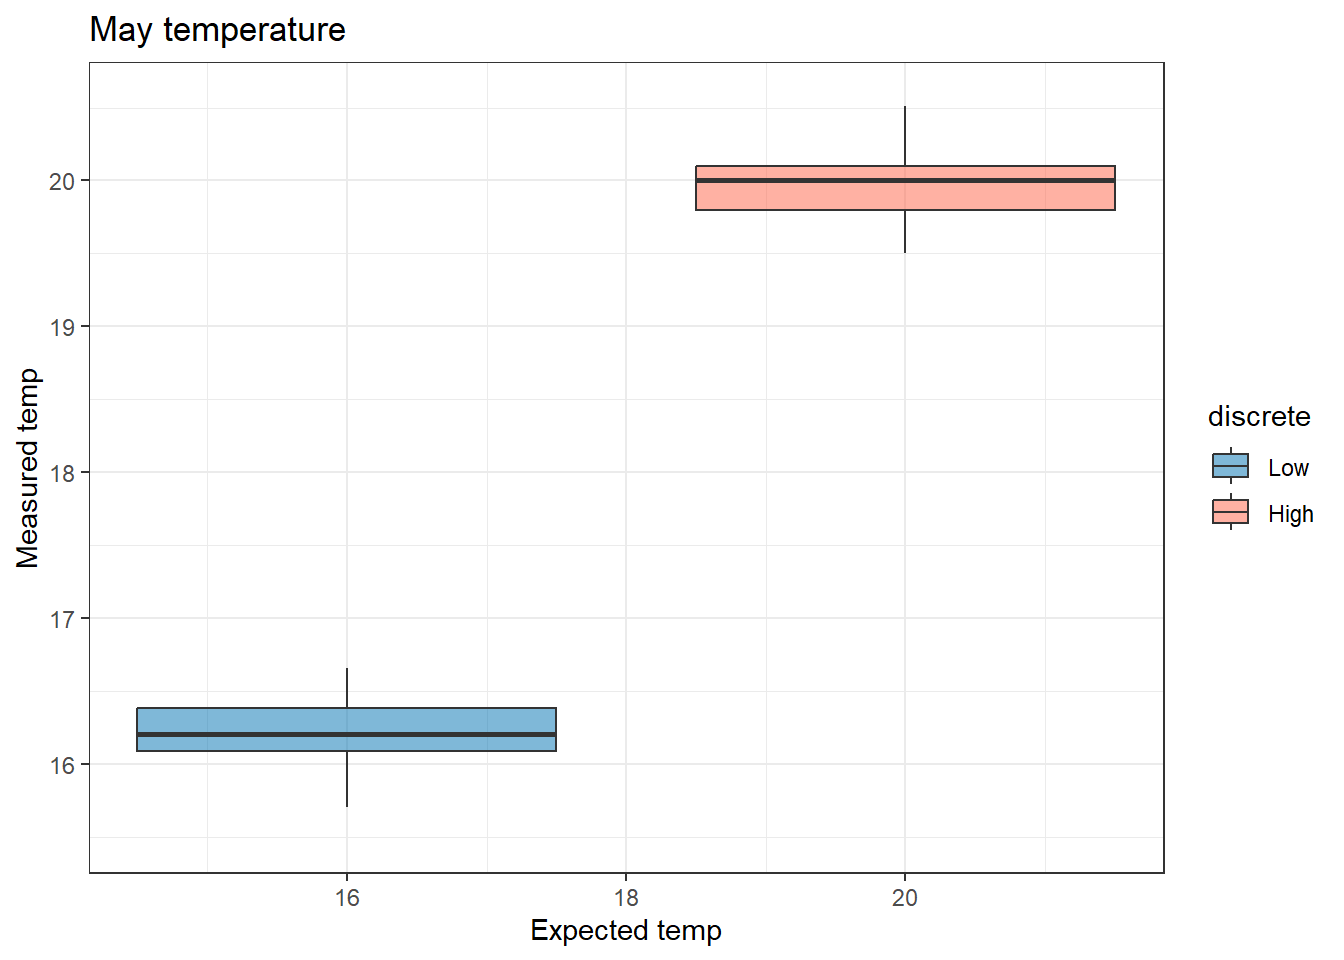 May temperature
20
19
18
17
16
Measured temp
16 18 20
Expected temp
discrete
Low
High